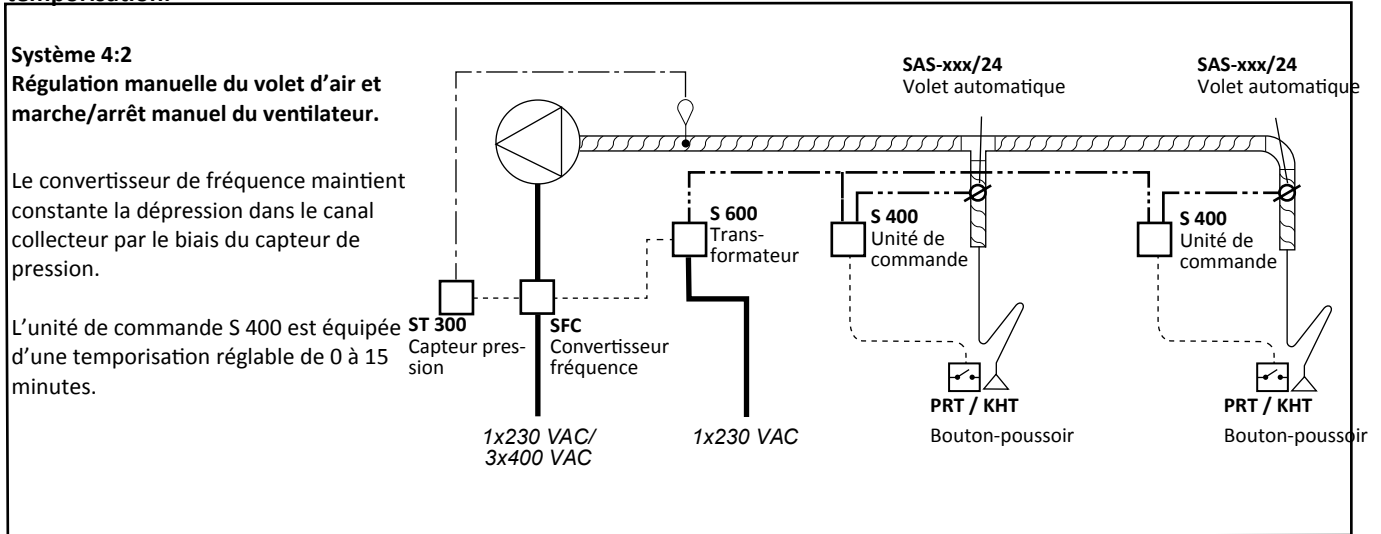 Système 4:2
Régulation manuelle du volet d'air et
marche/arrêt manuel du ventilateur.
Le convertisseur de fréquence maintient
constante la dépression dans le canal
collecteur par le biais du capteur de
pression.
L'unité de commande S 400 est équipée
d'une temporisation réglable de 0 à 15
minutes.
SAS-xxx/24
Volet automatique
SAS-xxx/24
Volet automatique
S 600
Trans-
formateur
S 400
Unité de
commande
S 400
Unité de
commande
ST 300
Capteur pres-
sion
SFC
Convertisseur
fréquence
PRT / KHT
Bouton-poussoir
PRT / KHT
Bouton-poussoir
1x230 VAC/
3x400 VAC
1x230 VAC